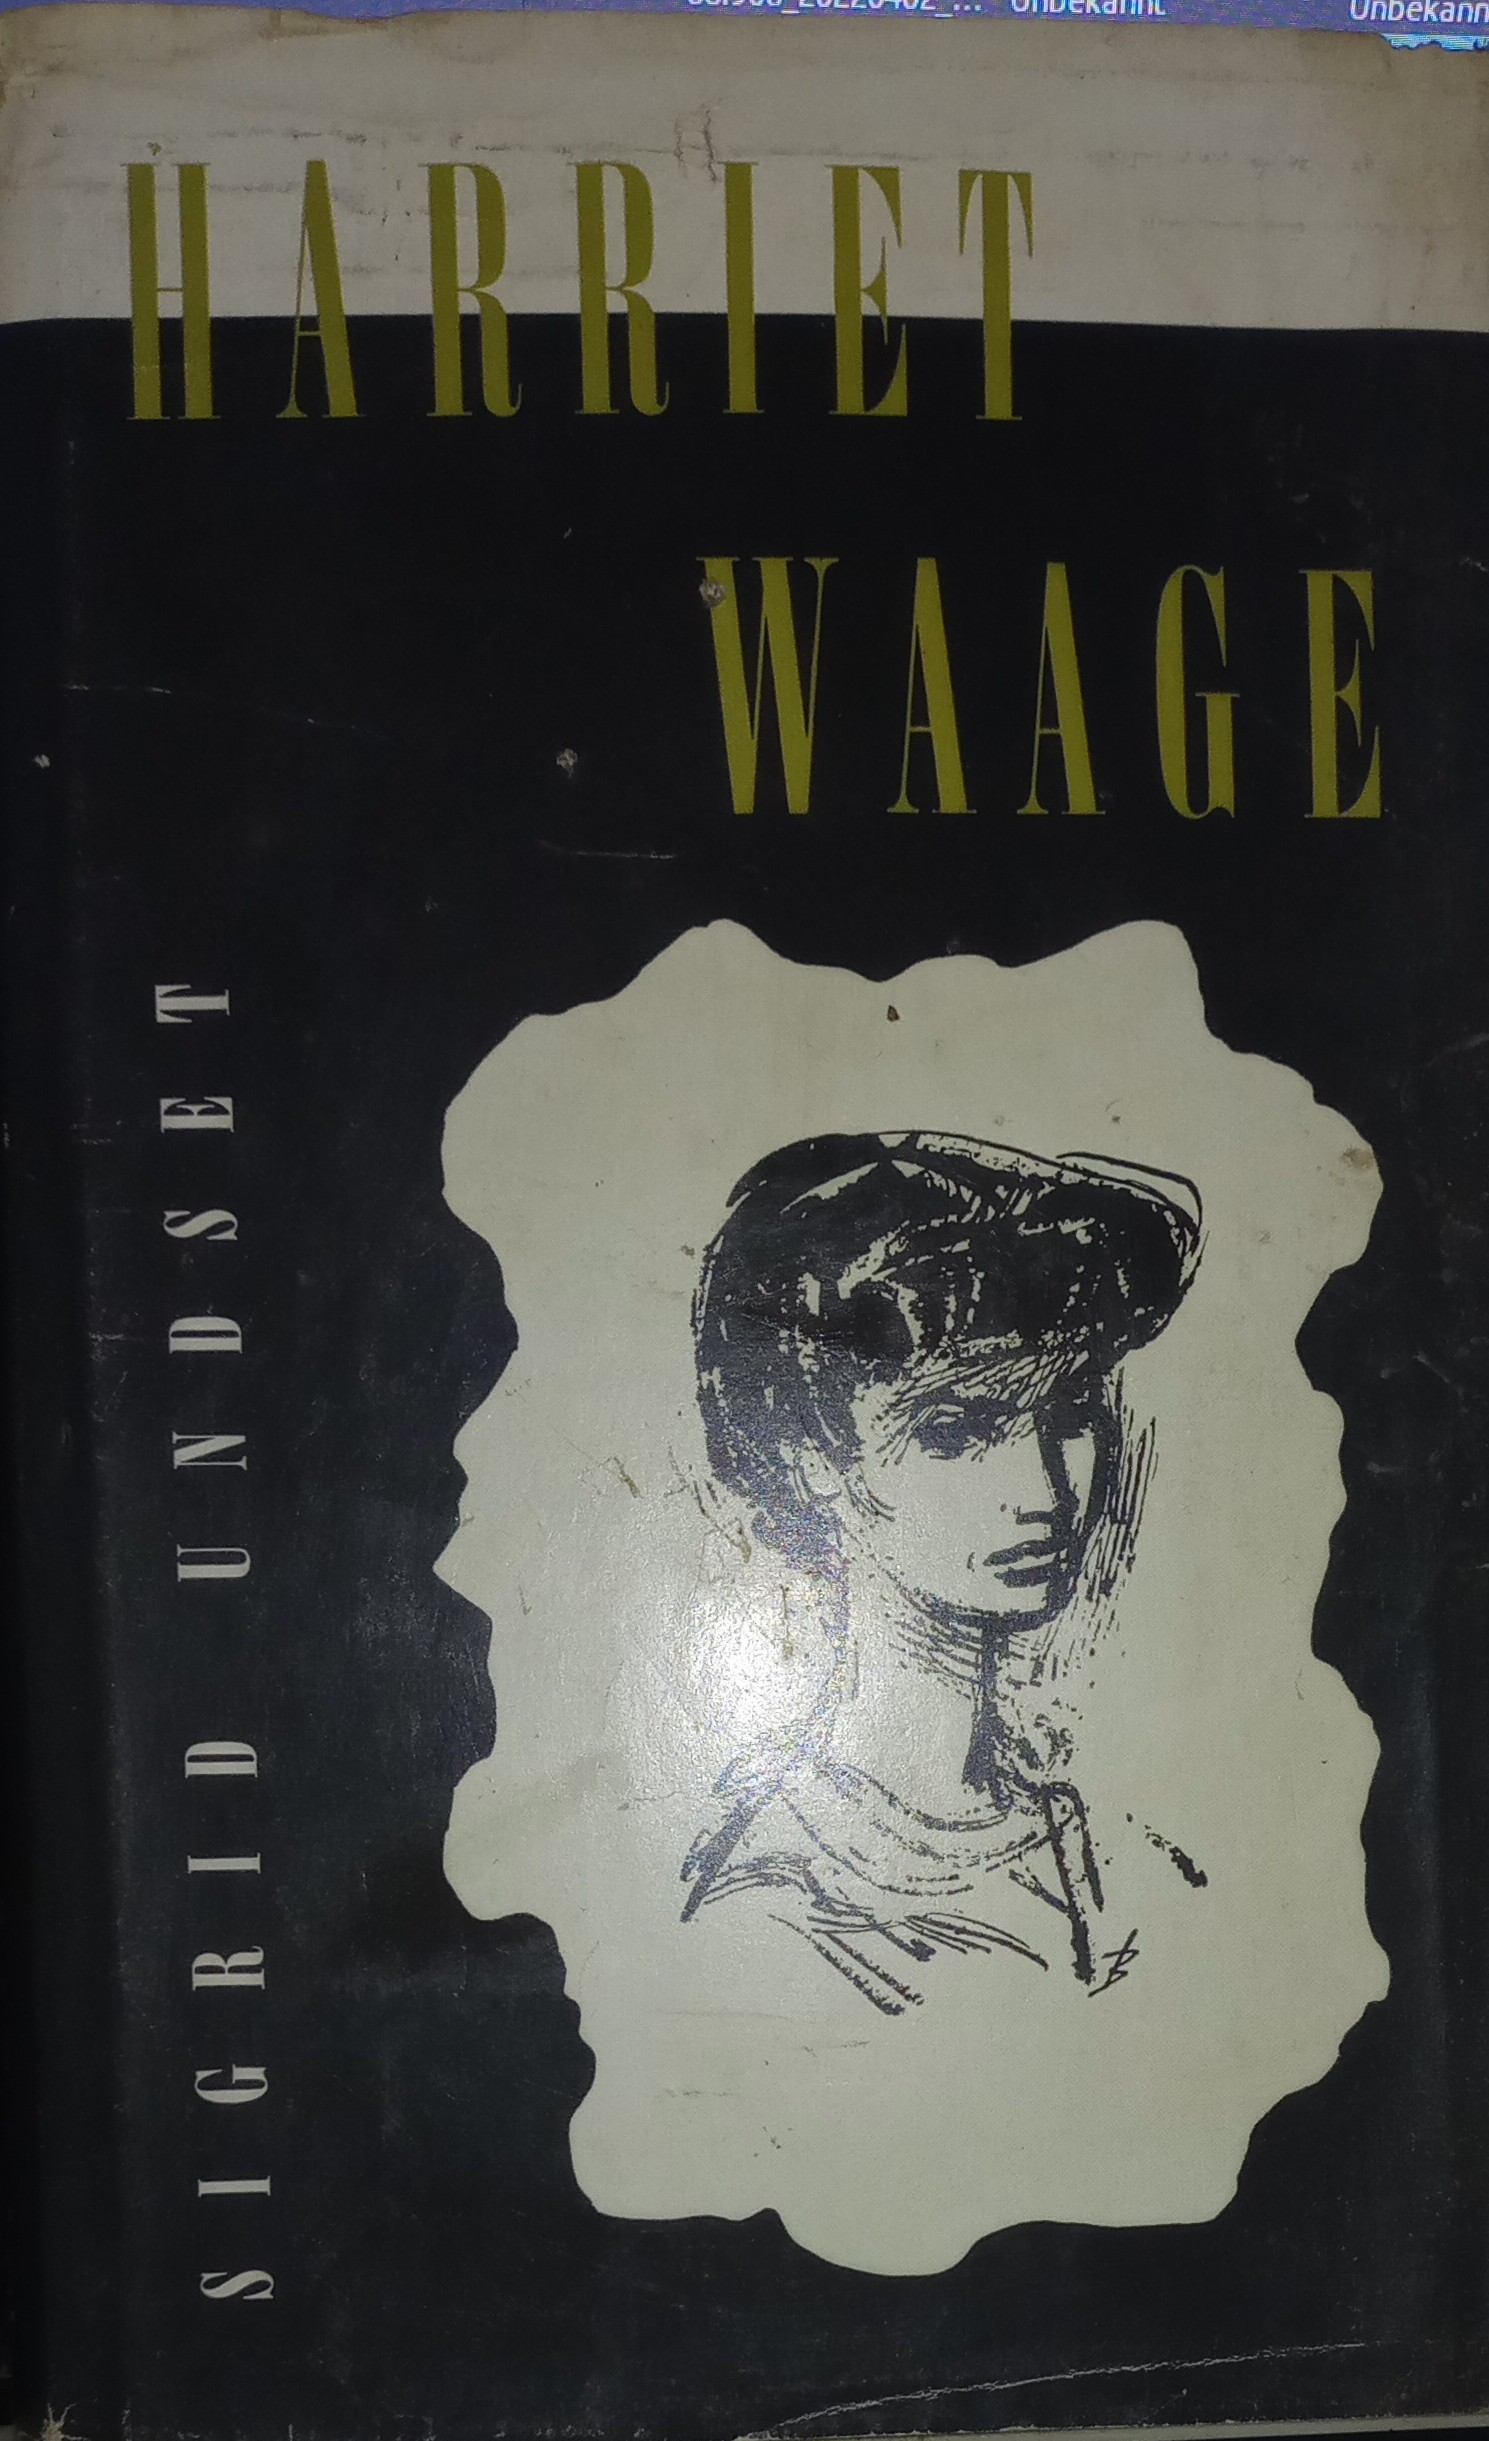 Unbekannt
HARRIET
WAAGE
SIGRID UNDSET